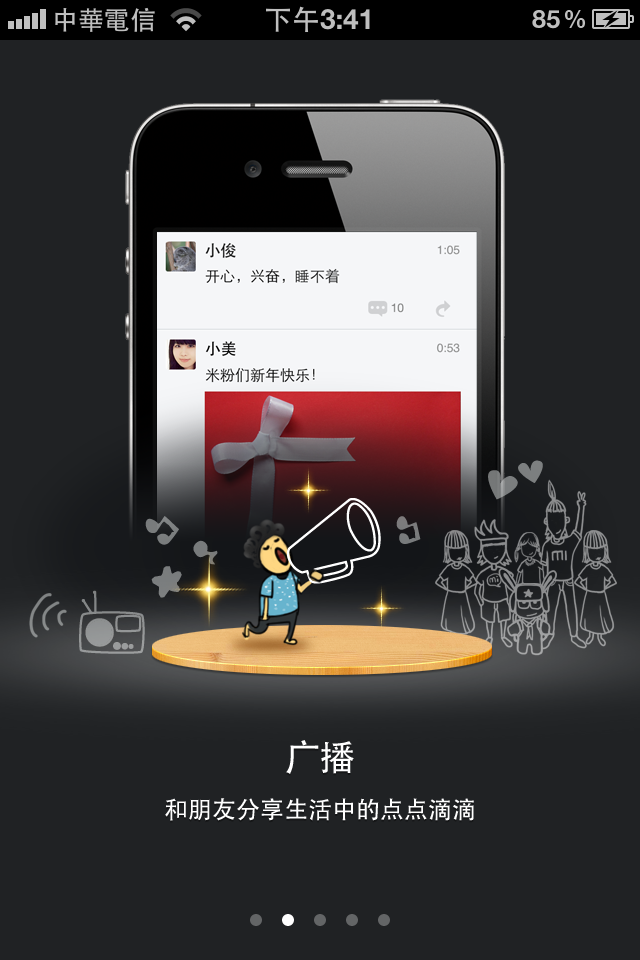 中華電信 下午3:41 85%
小俊 1:05
开心，兴奋，睡不着
10
小美 0:53
米粉们新年快乐！
广播
和朋友分享生活中的点点滴滴